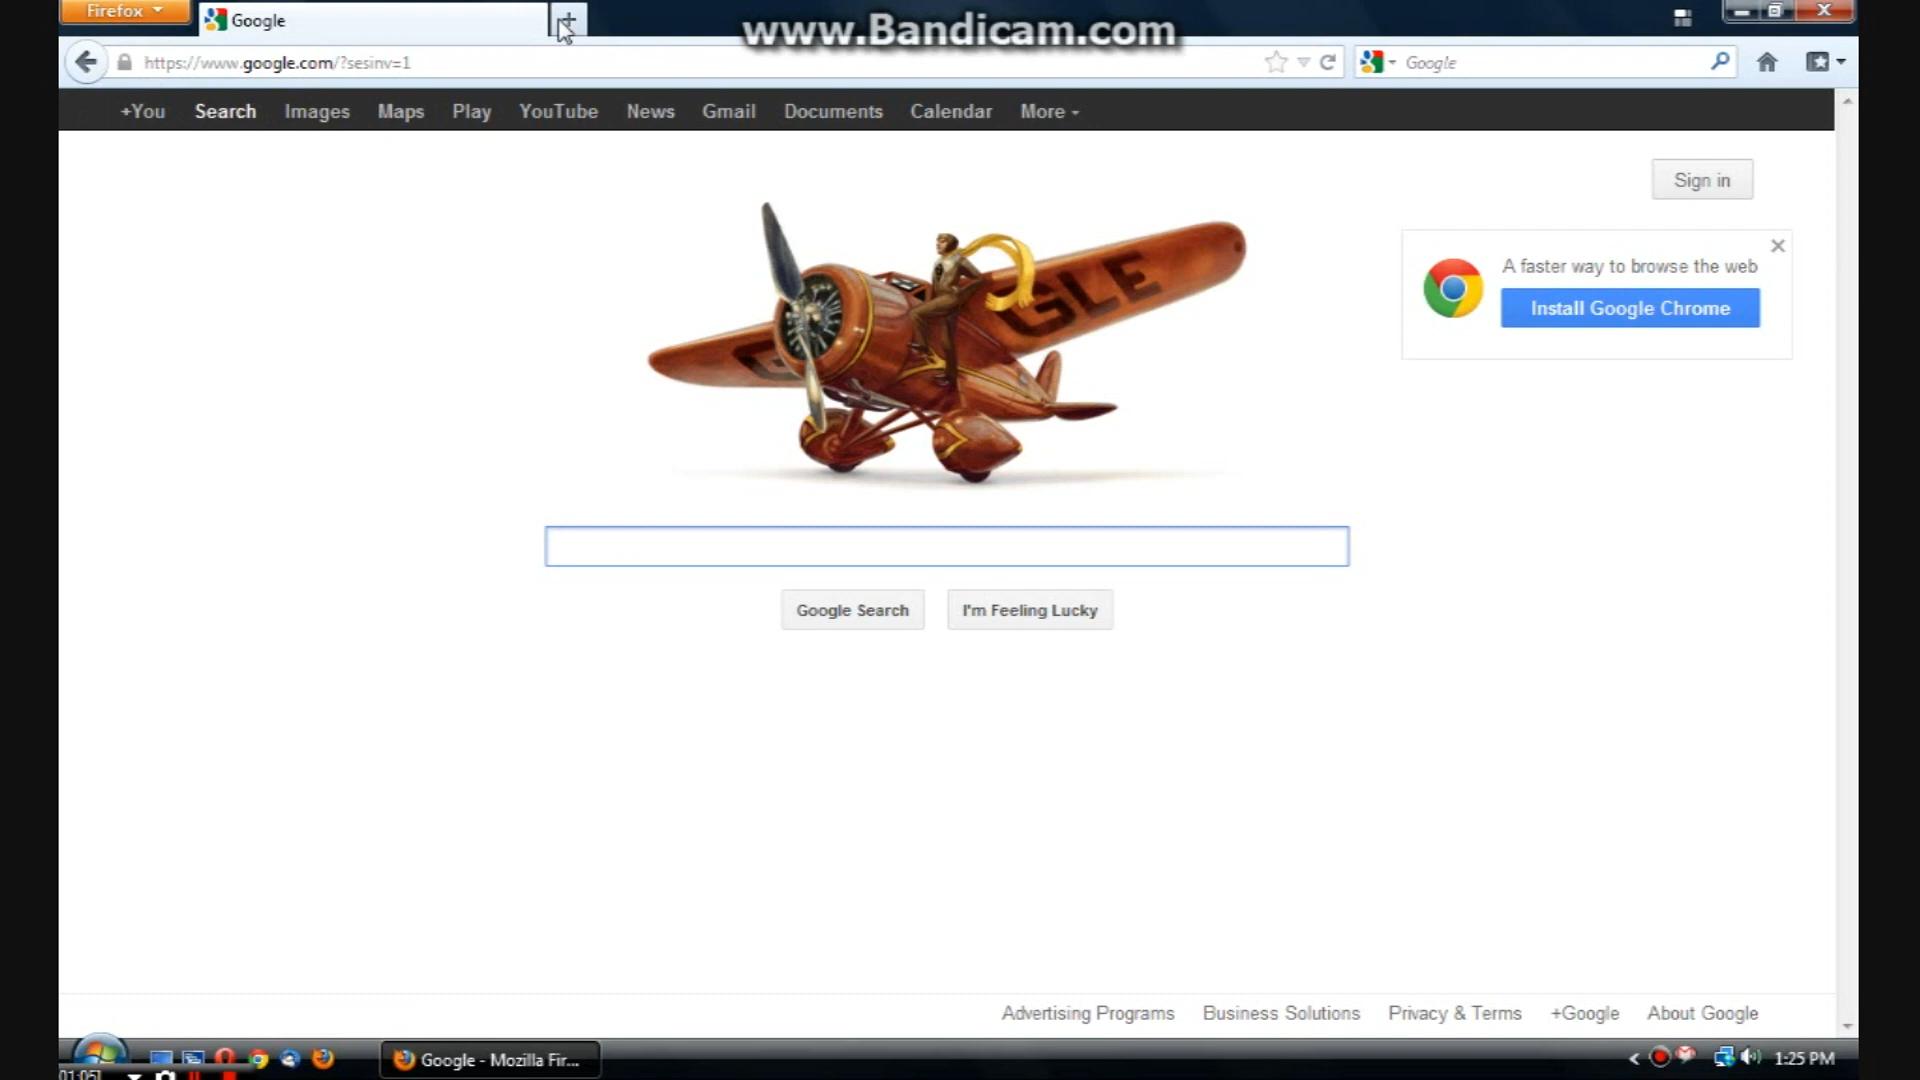 Firefox
Google
www.Bandicam.com
https://www.google.com/?sesinv=1
Google
+You Search Images Maps Play YouTube News Gmail Documents Calendar More
Sign in
A faster way to browse the web
Install Google Chrome
G GLE
Google Search
I'm Feeling Lucky
Advertising Programs Business Solutions Privacy & Terms +Google About Google
Google - Mozilla Fir...
1:25 PM
01:05]